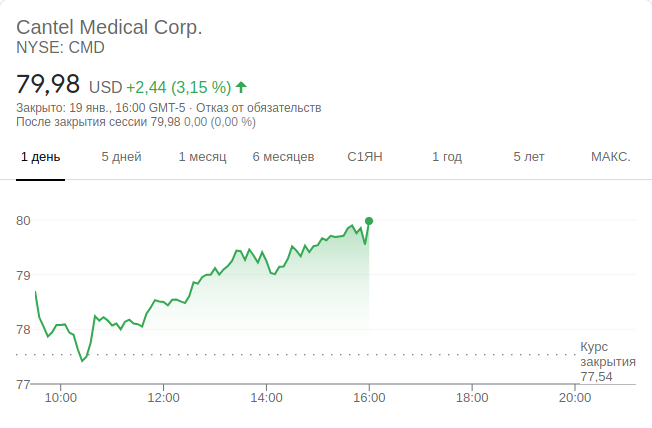 Cantel Medical Corp.
NYSE: CMD
79,98 USD +2,44 (3,15 %)
Закрыто: 19 янв., 16:00 GMT-5 · Отказ от обязательств
После закрытия сессии 79,98 0,00 (0,00 %)
1 день 5 дней 1 месяц 6 месяцев С1ЯН 1 год 5 лет МАКС.
80
79
78
Курс
закрытия
77,54
77
10:00 12:00 14:00 16:00 18:00 20:00